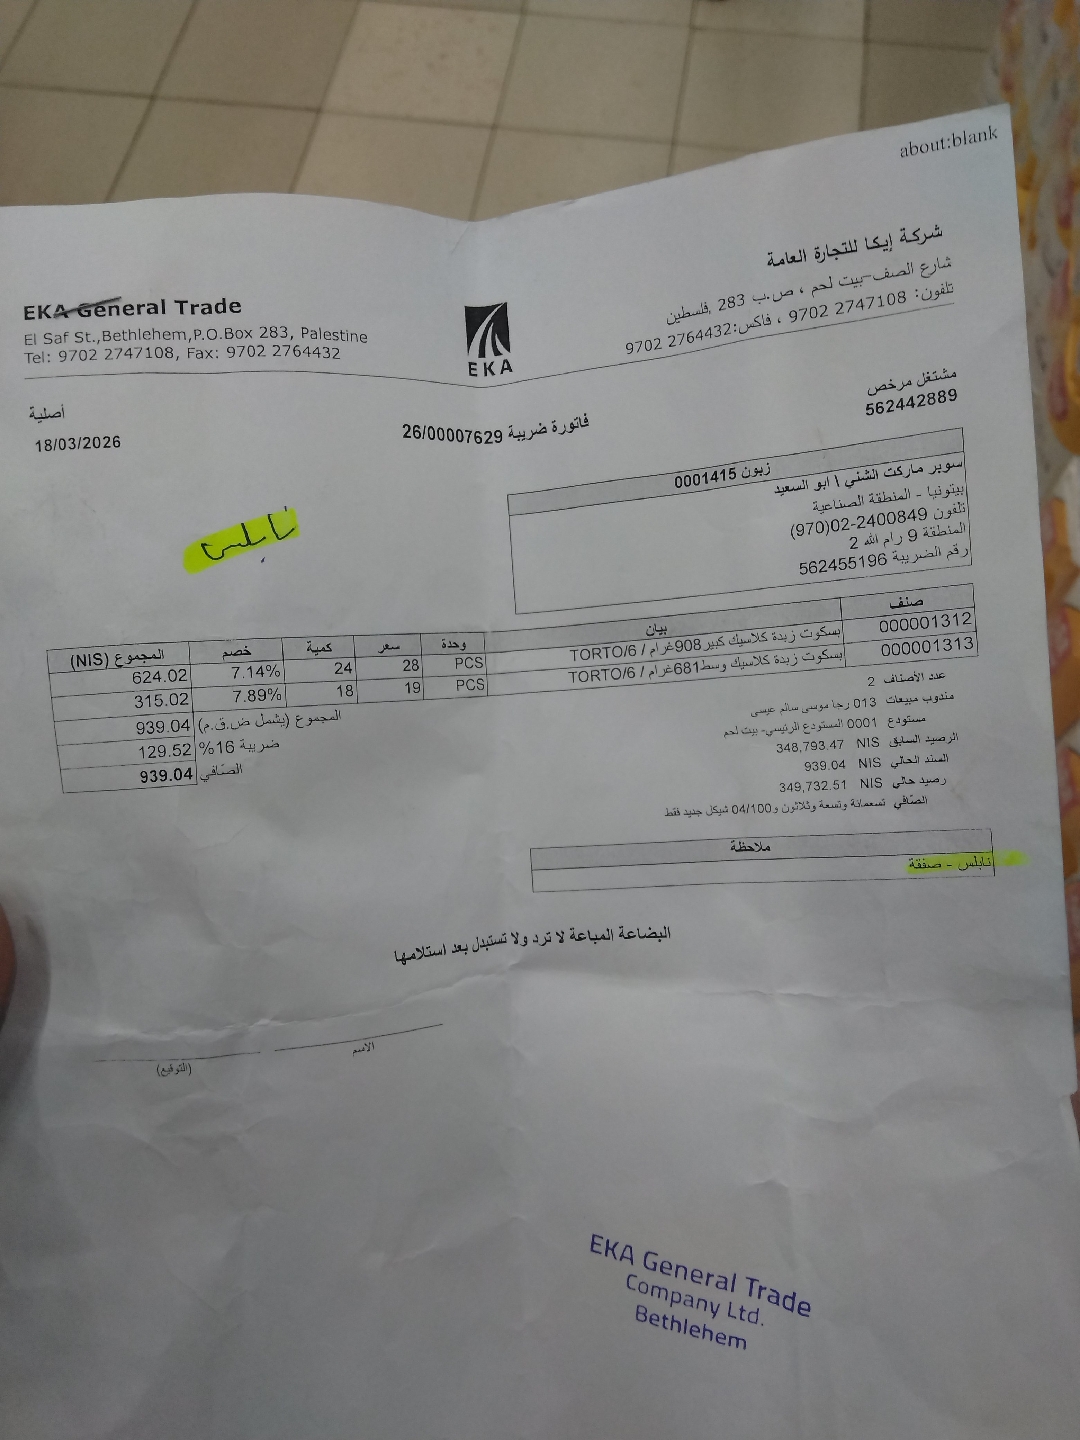 about:blank
شركة إيكا للتجارة العامة
شارع الصف-بيت لحم ، ص.ب 283 ,فلسطين
تلفون: 2747108 9702 ، فاكس:2764432 9702
EKA General Trade
El Saf St.,Bethlehem,P.O.Box 283, Palestine
Tel: 9702 2747108, Fax: 9702 2764432
EKA
مشتغل مرخص
562442889
فاتورة ضريبة 26/00007629
أصلية
18/03/2026
نابلس
زبون 0001415
سوبر ماركت الشني \ ابو السعيد
بيتونيا - المنطقة الصناعية
تلفون 02-2400849(970)
المنطقة 9 رام الله 2
رقم الضريبة 562455196
صنف بيان وحدة سعر كمية خصم المجموع (NIS)
000001312 بسكوت زبدة كلاسيك كبير 908غرام / TORTO/6 PCS 28 24 7.14% 624.02
000001313 بسكوت زبدة كلاسيك وسط681غرام / TORTO/6 PCS 19 18 7.89% 315.02
المجموع (يشمل ض.ق.م) 939.04
ضريبة 16% 129.52
الصّافي 939.04
عدد الأصناف 2
مندوب مبيعات 013 رجا موسى سالم عيسى
مستودع 0001 المستودع الرئيسي- بيت لحم
الرصيد السابق NIS 348,793.47
السند الحالي NIS 939.04
رصيد حالي NIS 349,732.51
الصّافي تسعمائة وتسعة وثلاثون و04/100 شيكل جديد فقط
ملاحظة
نابلس - صفقة
البضاعة المباعة لا ترد ولا تستبدل بعد استلامها
الاسم
(التوقيع)
EKA General Trade
Company Ltd.
Bethlehem